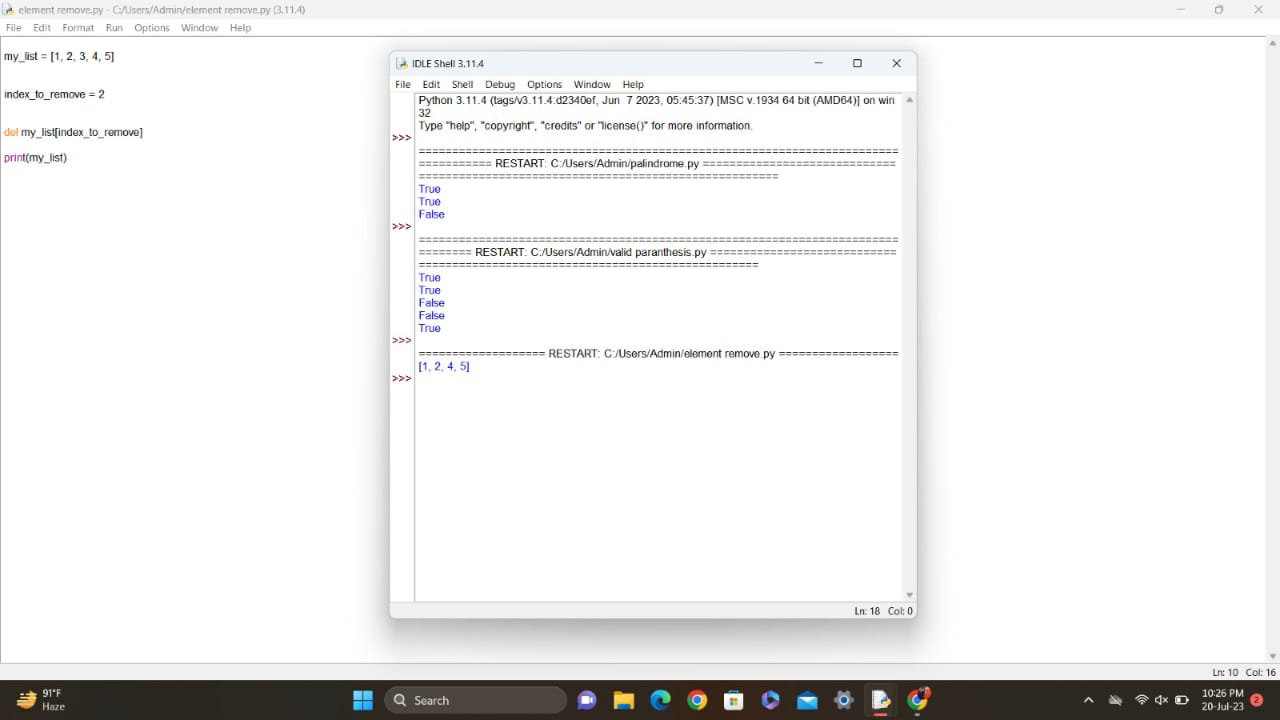 element remove.py - C:/Users/Admin/element remove.py (3.11.4)
File Edit Format Run Options Window Help
my_list = [1, 2, 3, 4, 5]
index_to_remove = 2
del my_list[index_to_remove]
print(my_list)
IDLE Shell 3.11.4
File Edit Shell Debug Options Window Help
Python 3.11.4 (tags/v3.11.4:d2340ef, Jun  7 2023, 05:45:37) [MSC v.1934 64 bit (AMD64)] on win
32
Type "help", "copyright", "credits" or "license()" for more information.
>>>
========================================================================
=========== RESTART: C:/Users/Admin/palindrome.py =============================
======================================================
True
True
False
>>>
========================================================================
======== RESTART: C:/Users/Admin/valid paranthesis.py ============================
===================================================
True
True
False
False
True
>>>
=================== RESTART: C:/Users/Admin/element remove.py ==================
[1, 2, 4, 5]
>>>
Ln: 18 Col: 0
Ln: 10 Col: 16
91°F
Haze
Search
10:26 PM
20-Jul-23
2